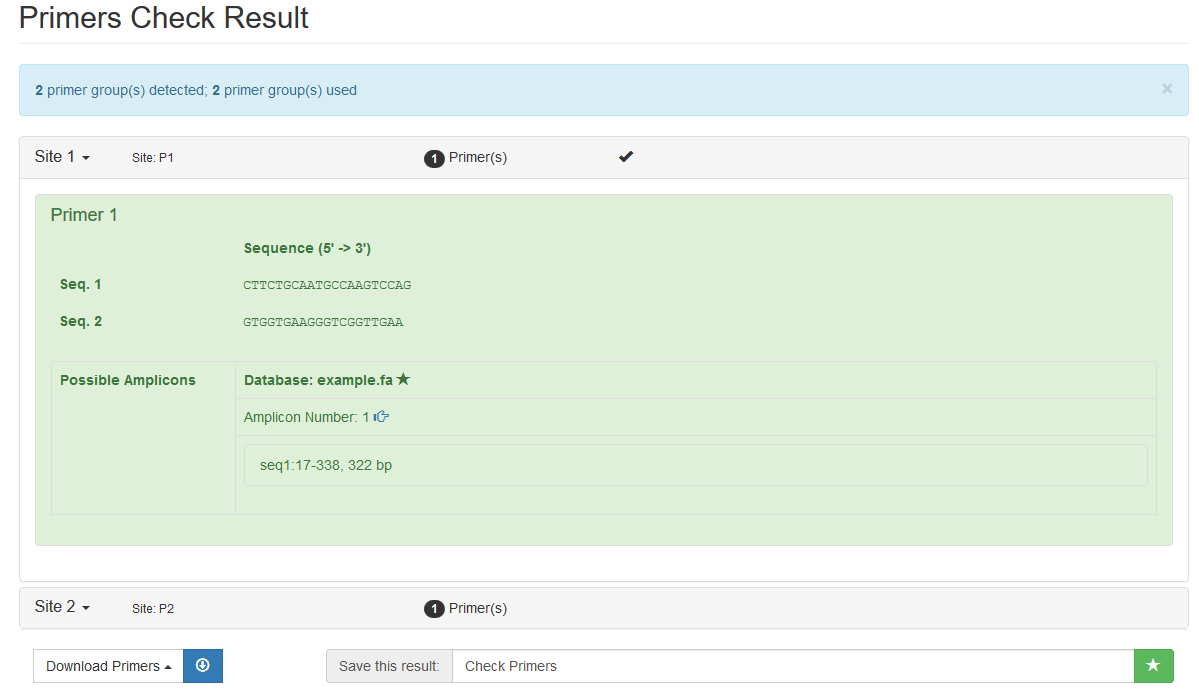 Primers Check Result
2 primer group(s) detected; 2 primer group(s) used ×
Site 1 Site: P1 1 Primer(s)
Primer 1
Sequence (5' -> 3')
Seq. 1 CTTCTGCAATGCCAAGTCCAG
Seq. 2 GTGGTGAAGGGTCGGTTGAA
Possible Amplicons Database: example.fa
Amplicon Number: 1
seq1:17-338, 322 bp
Site 2 Site: P2 1 Primer(s)
Download Primers Save this result: Check Primers